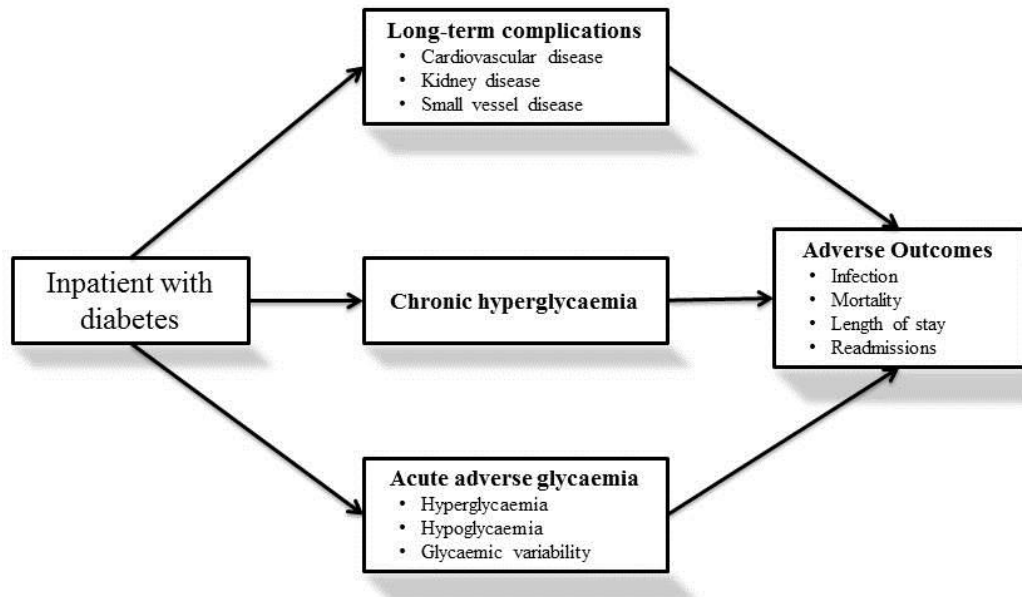 Long-term complications
• Cardiovascular disease
• Kidney disease
• Small vessel disease
Inpatient with
diabetes
Chronic hyperglycaemia
Adverse Outcomes
• Infection
• Mortality
• Length of stay
• Readmissions
Acute adverse glycaemia
• Hyperglycaemia
• Hypoglycaemia
• Glycaemic variability